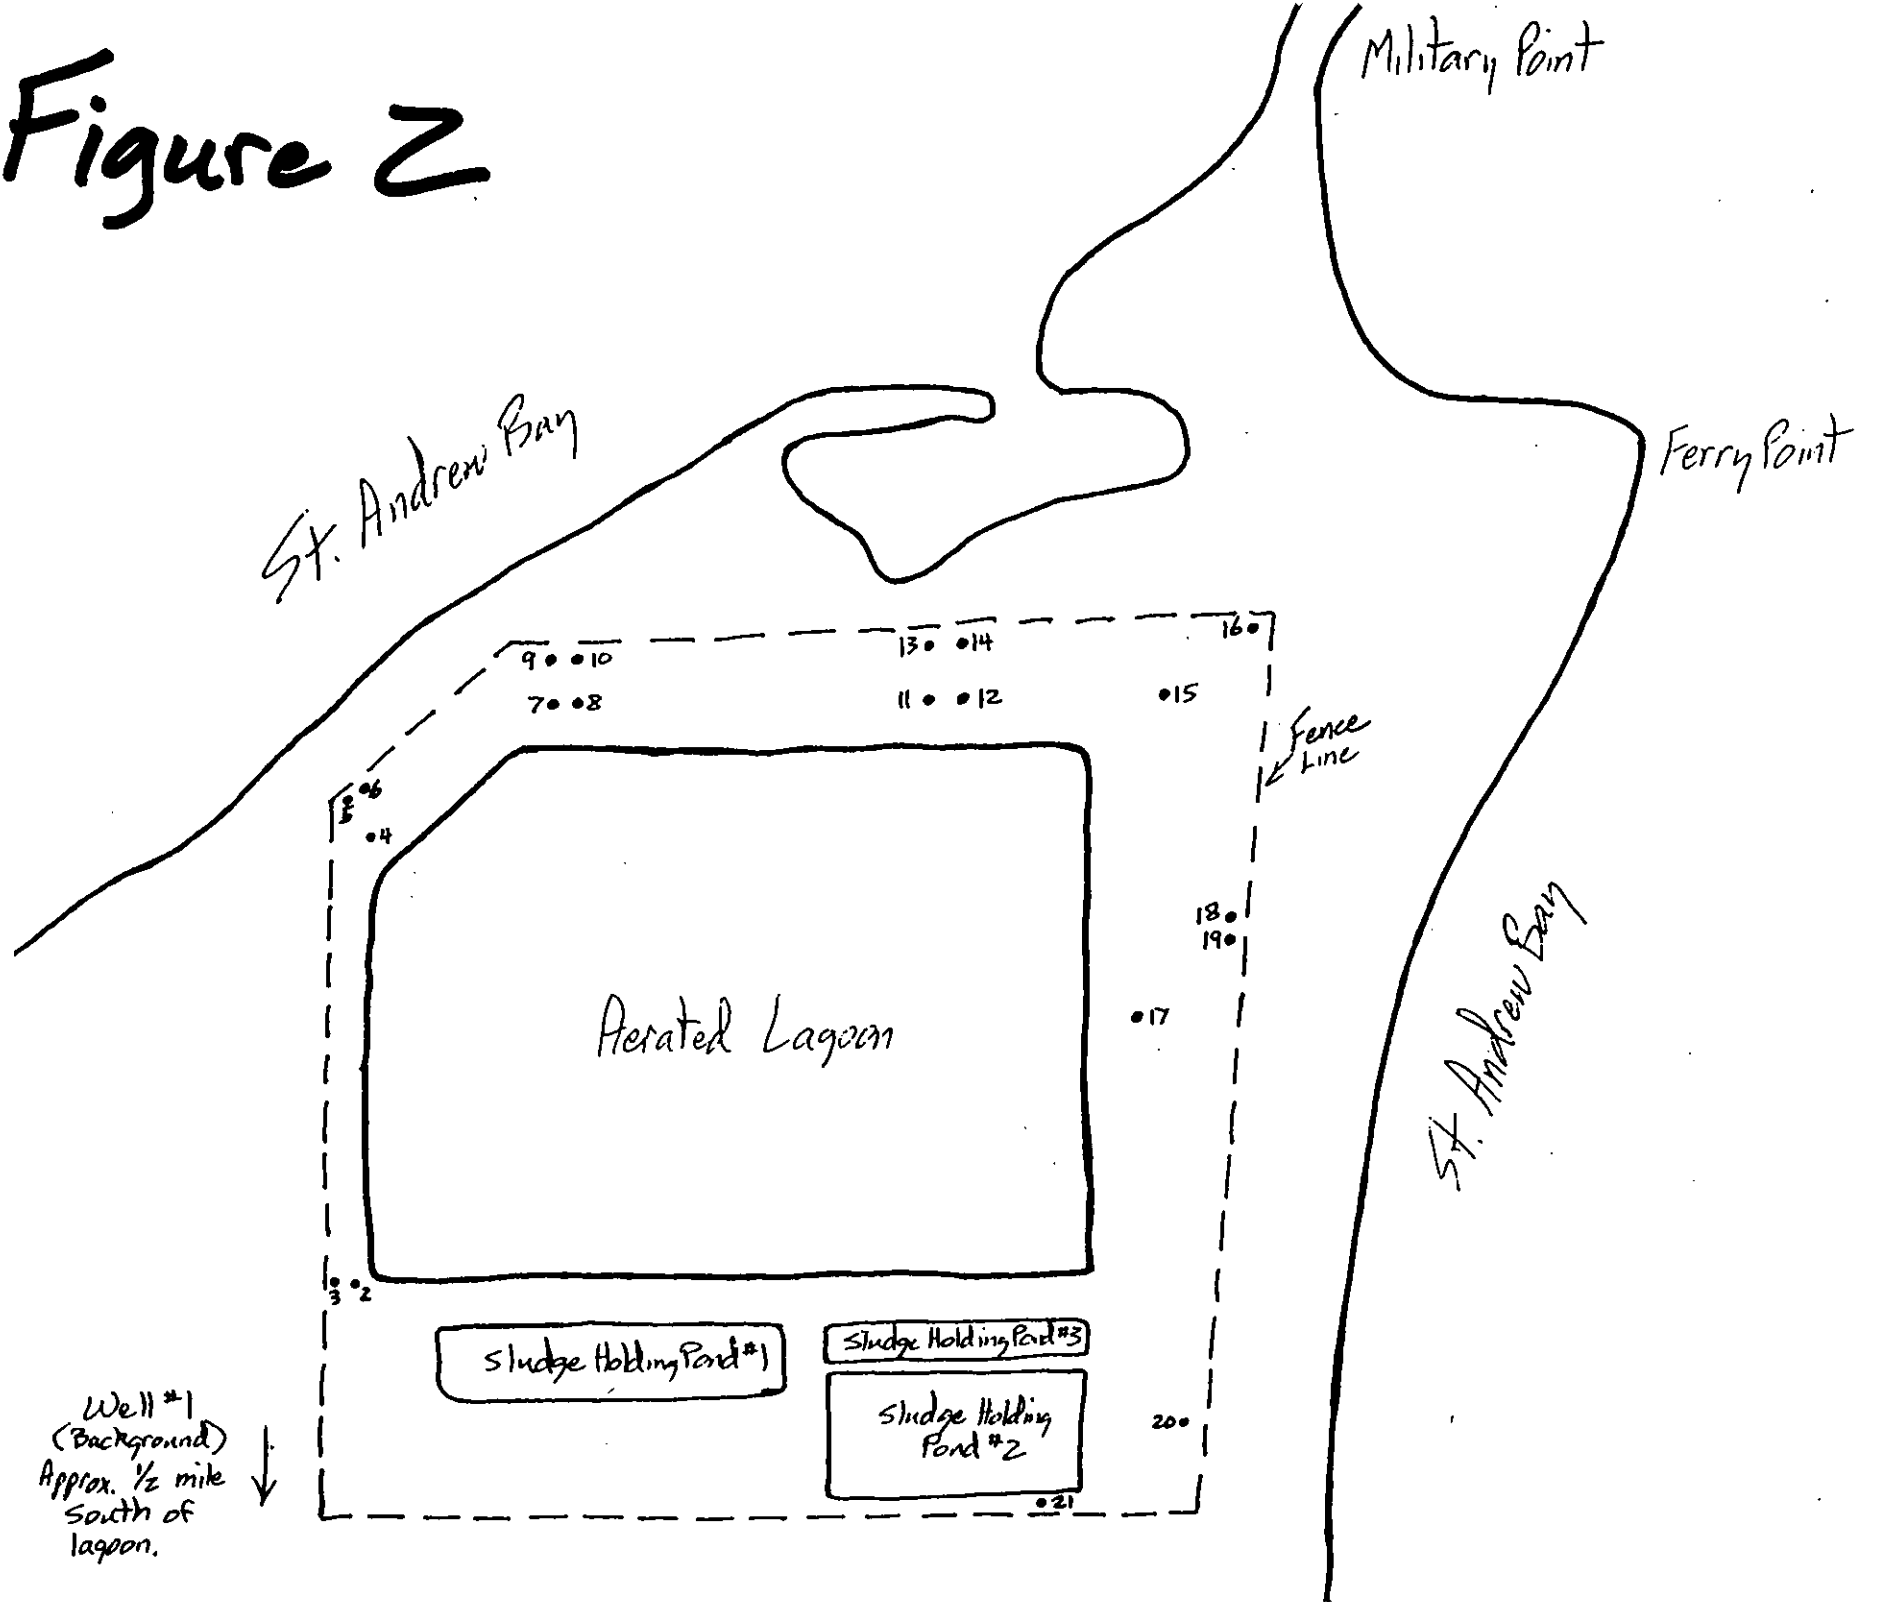 Figure 2
Military Point
St. Andrew Bay
Ferry Point
16
13 14
9 10
7 8
11 12
15
Fence
Line
6
5
4
18
19
Aerated Lagoon
17
St. Andrew Bay
3 2
Sludge Holding Pond #1
Sludge Holding Pond #3
Sludge Holding
Pond #2
20
21
Well #1
(Background)
Approx. 1/2 mile
South of
lagoon.